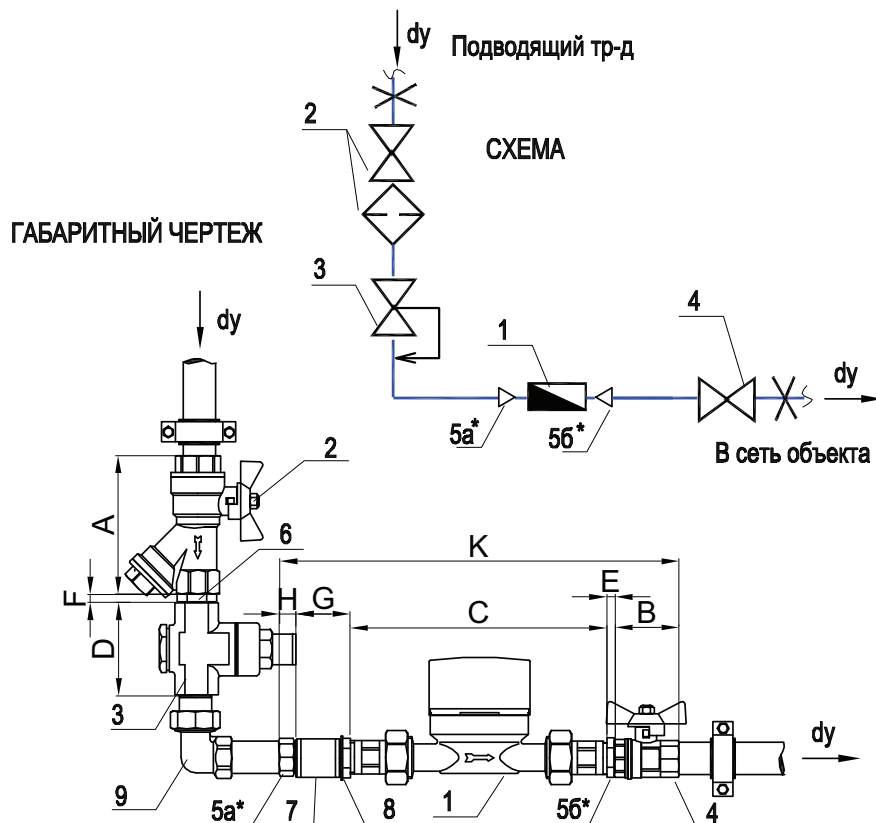 dy
Подводящий тр-д
2
СХЕМА
ГАБАРИТНЫЙ ЧЕРТЕЖ
3
1
4
dy
dy
5а*
5б*
В сеть объекта
2
A
6
K
F
H
G
C
E
B
D
3
dy
9
5а*
7
8
1
5б*
4